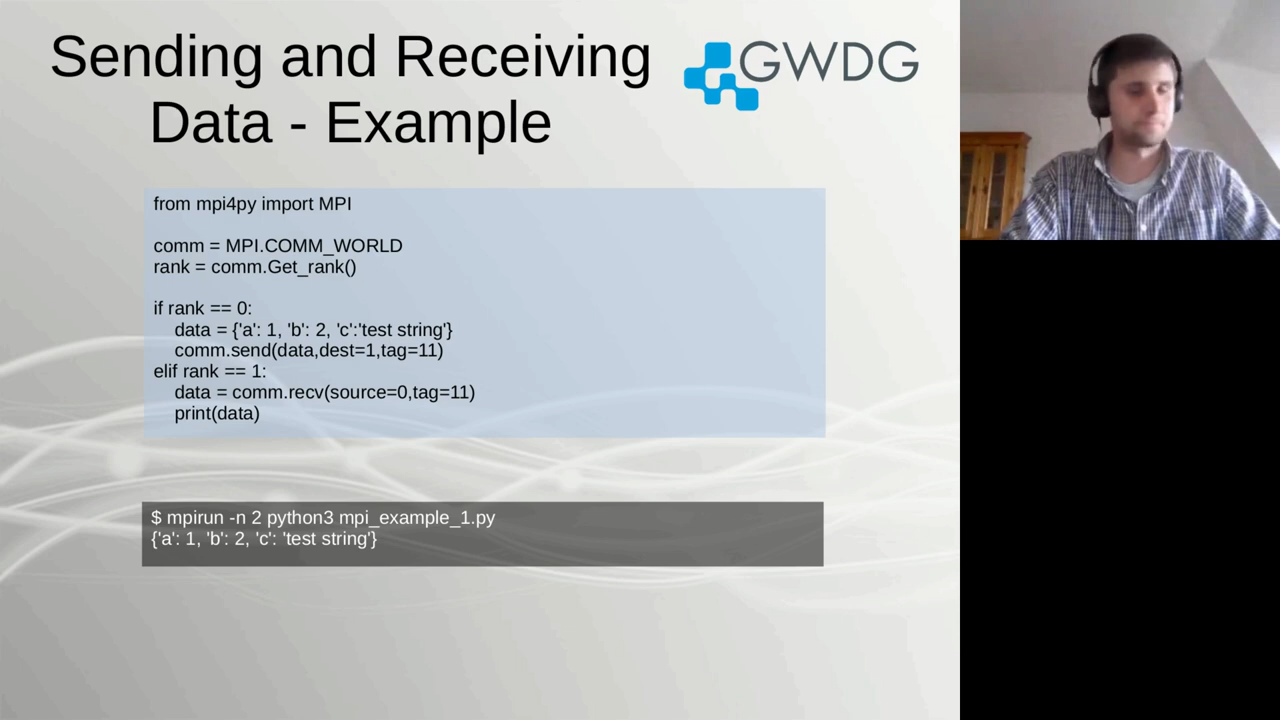 Sending and Receiving
Data - Example
GWDG
from mpi4py import MPI
comm = MPI.COMM_WORLD
rank = comm.Get_rank()
if rank == 0:
    data = {'a': 1, 'b': 2, 'c':'test string'}
    comm.send(data,dest=1,tag=11)
elif rank == 1:
    data = comm.recv(source=0,tag=11)
    print(data)
$ mpirun -n 2 python3 mpi_example_1.py
{'a': 1, 'b': 2, 'c': 'test string'}